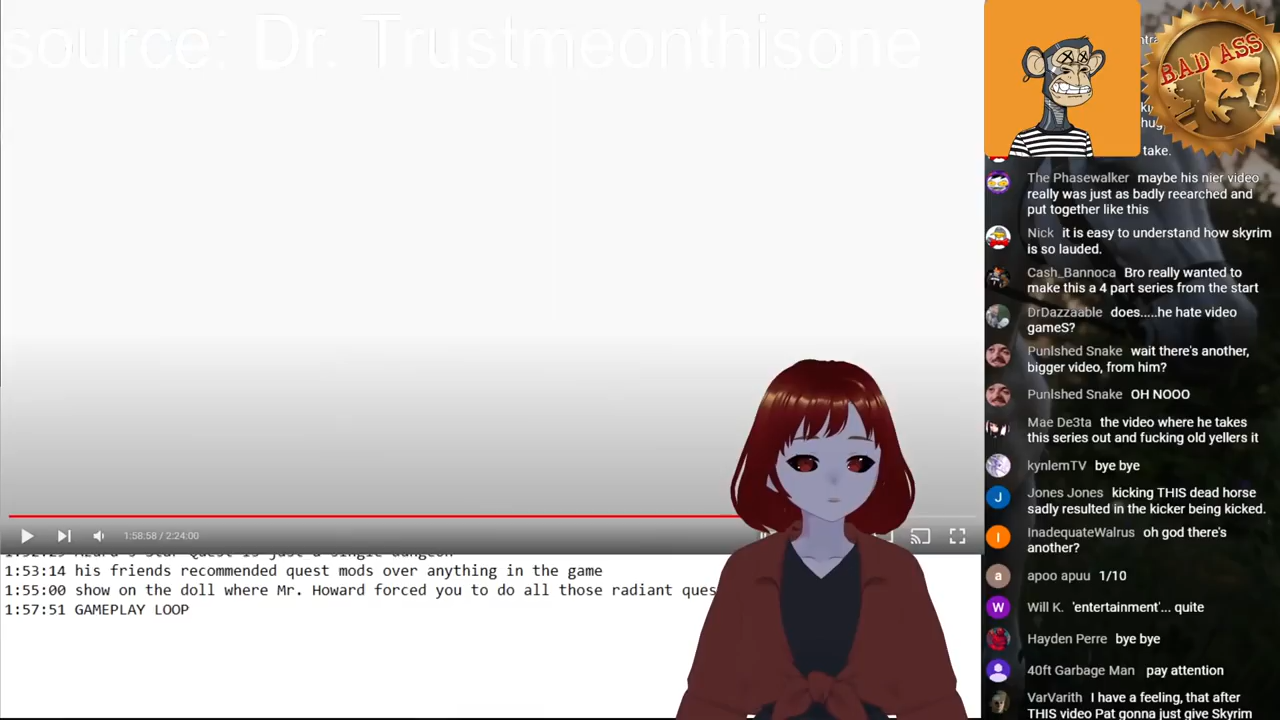 source: Dr. Trustmeonthisone
BAD ASS
take.
The Phasewalker maybe his nier video
really was just as badly reearched and
put together like this
Nick it is easy to understand how skyrim
is so lauded.
Cash_Bannoca Bro really wanted to
make this a 4 part series from the start
DrDazzaable does.....he hate video
gameS?
Punlshed Snake wait there's another,
bigger video, from him?
Punlshed Snake OH NOOO
Mae De3ta the video where he takes
this series out and fucking old yellers it
kynlemTV bye bye
J Jones Jones kicking THIS dead horse
sadly resulted in the kicker being kicked.
I InadequateWalrus oh god there's
another?
a apoo apuu 1/10
W Will K. 'entertainment'... quite
Hayden Perre bye bye
40ft Garbage Man pay attention
VarVarith I have a feeling, that after
THIS video Pat gonna just give Skyrim
1:58:58 / 2:24:00
1:53:14 his friends recommended quest mods over anything in the game
1:55:00 show on the doll where Mr. Howard forced you to do all those radiant ques
1:57:51 GAMEPLAY LOOP